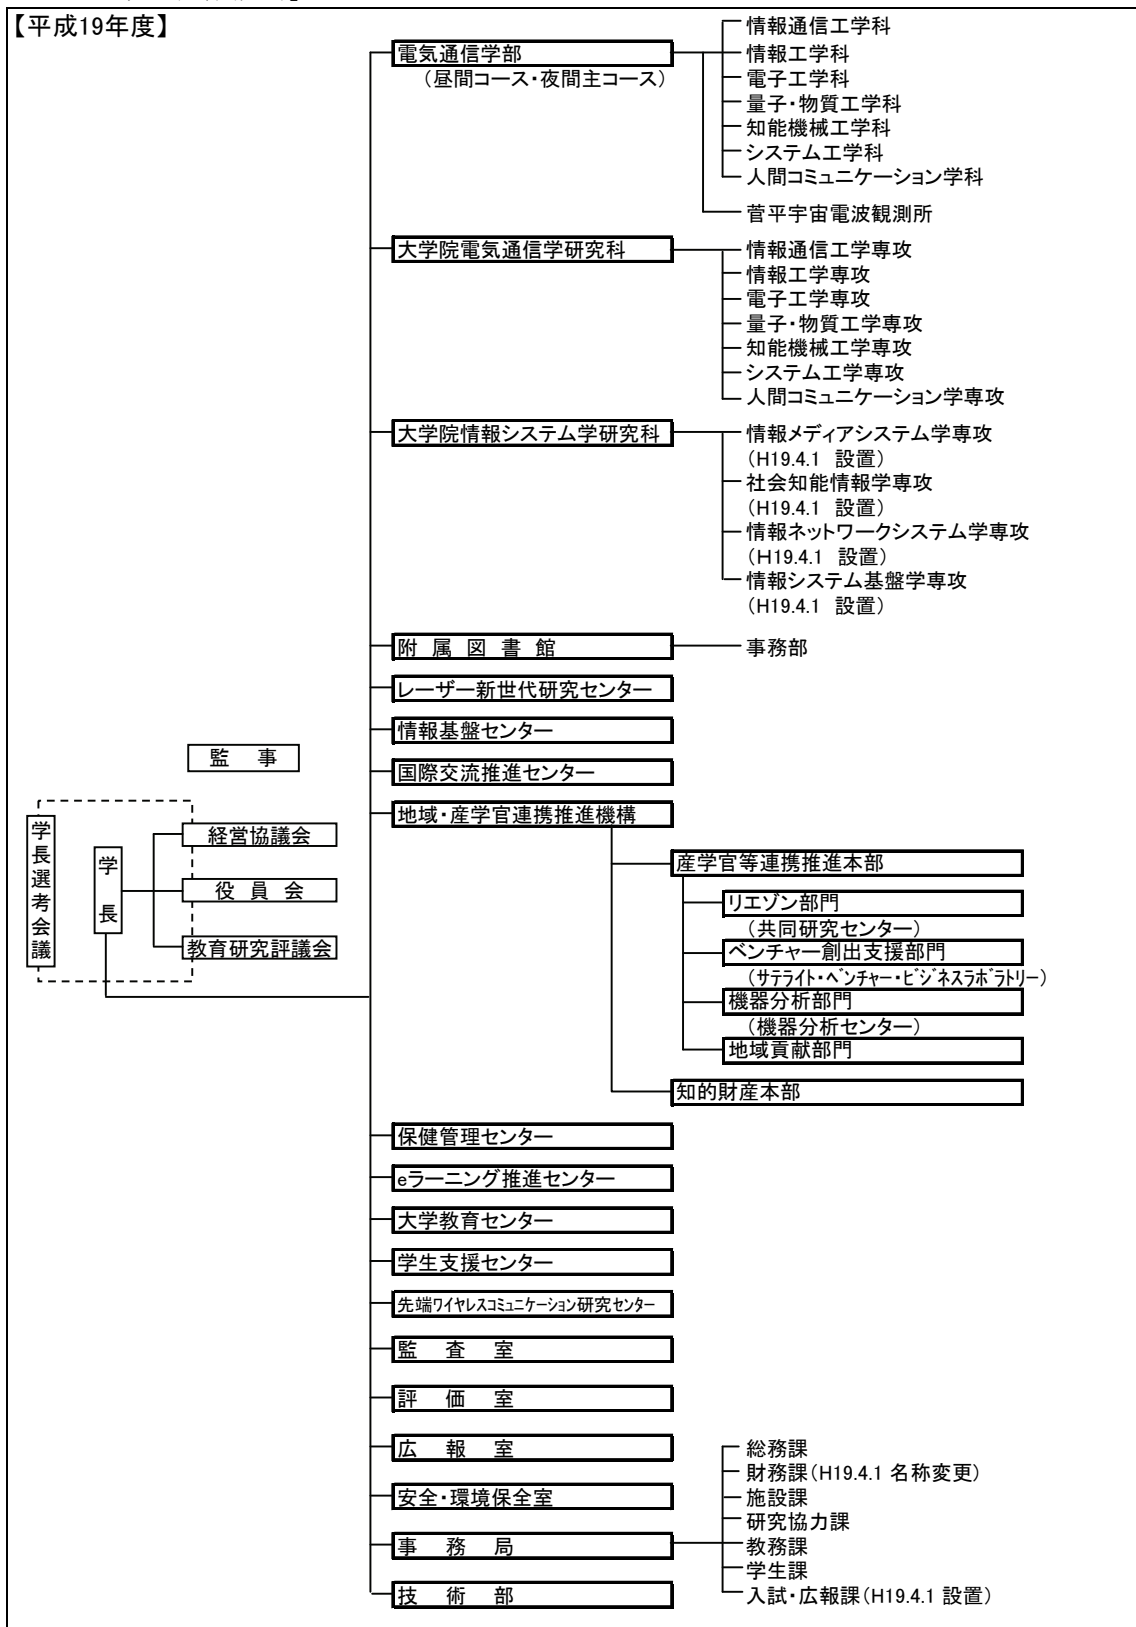 【平成19年度】
電気通信学部
（昼間コース・夜間主コース）
情報通信工学科
情報工学科
電子工学科
量子・物質工学科
知能機械工学科
システム工学科
人間コミュニケーション学科
菅平宇宙電波観測所
大学院電気通信学研究科
情報通信工学専攻
情報工学専攻
電子工学専攻
量子・物質工学専攻
知能機械工学専攻
システム工学専攻
人間コミュニケーション学専攻
大学院情報システム学研究科
情報メディアシステム学専攻
（H19.4.1 設置）
社会知能情報学専攻
（H19.4.1 設置）
情報ネットワークシステム学専攻
（H19.4.1 設置）
情報システム基盤学専攻
（H19.4.1 設置）
附 属 図 書 館
事務部
レーザー新世代研究センター
情報基盤センター
国際交流推進センター
地域・産学官連携推進機構
監 事
学長選考会議
学 長
経営協議会
役 員 会
教育研究評議会
産学官等連携推進本部
リエゾン部門
（共同研究センター）
ベンチャー創出支援部門
（ｻﾃﾗｲﾄ・ﾍﾞﾝﾁｬｰ・ﾋﾞｼﾞﾈｽﾗﾎﾞﾗﾄﾘｰ）
機器分析部門
（機器分析センター）
地域貢献部門
知的財産本部
保健管理センター
eラーニング推進センター
大学教育センター
学生支援センター
先端ﾜｲﾔﾚｽｺﾐｭﾆｹｰｼｮﾝ研究ｾﾝﾀｰ
監 査 室
評 価 室
広 報 室
安全・環境保全室
事 務 局
総務課
財務課（H19.4.1 名称変更）
施設課
研究協力課
教務課
学生課
入試・広報課（H19.4.1 設置）
技 術 部